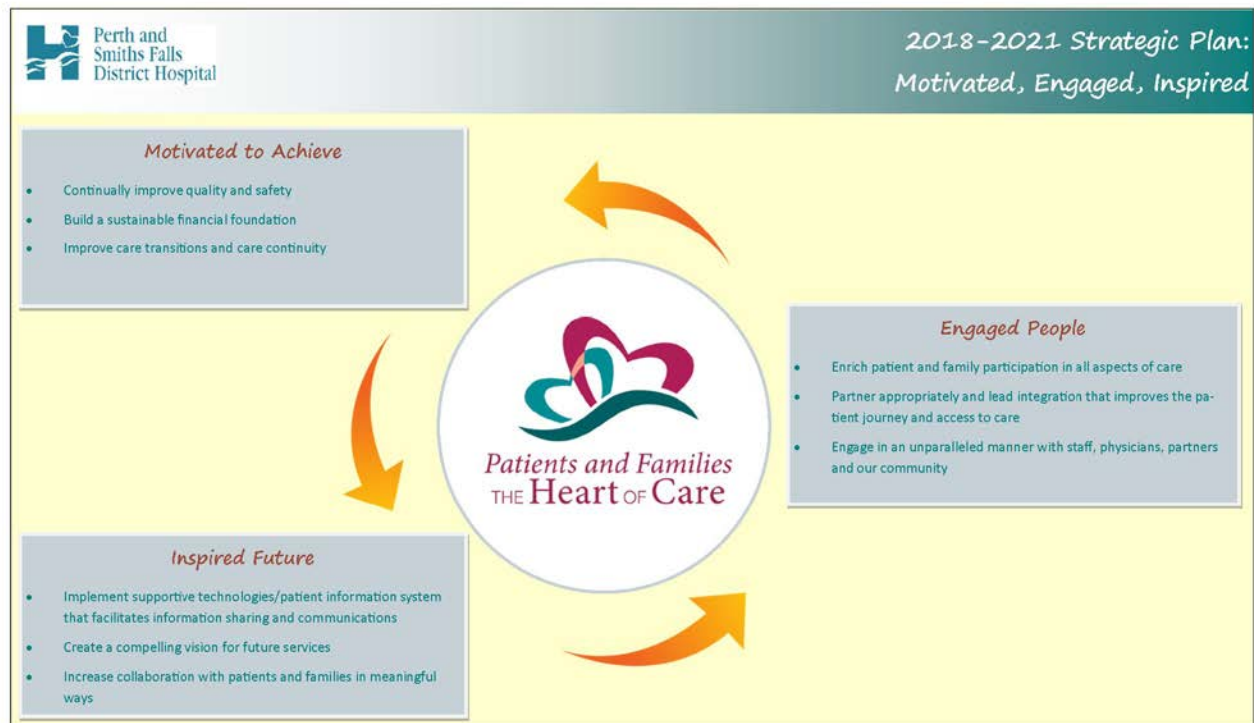 Perth and
Smiths Falls
District Hospital
2018-2021 Strategic Plan:
Motivated, Engaged, Inspired
Motivated to Achieve
• Continually improve quality and safety
• Build a sustainable financial foundation
• Improve care transitions and care continuity
Engaged People
• Enrich patient and family participation in all aspects of care
• Partner appropriately and lead integration that improves the pa-
tient journey and access to care
• Engage in an unparalleled manner with staff, physicians, partners
and our community
Patients and Families
THE Heart OF Care
Inspired Future
• Implement supportive technologies/patient information system
that facilitates information sharing and communications
• Create a compelling vision for future services
• Increase collaboration with patients and families in meaningful
ways